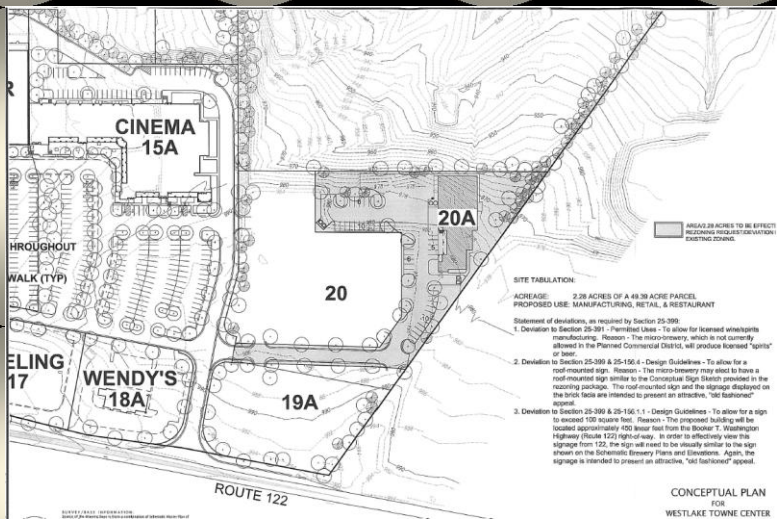 R
CINEMA
15A
HROUGHOUT
WALK (TYP)
20
20A
ELING
17
WENDY'S
18A
19A
ROUTE 122
AREA/2.28 ACRES TO BE EFFECTI
REZONING REQUEST/DEVIATION
EXISTING ZONING.
SITE TABULATION:
ACREAGE: 2.28 ACRES OF A 49.39 ACRE PARCEL
PROPOSED USE: MANUFACTURING, RETAIL, & RESTAURANT
Statement of deviations, as required by Section 25-399:
1. Deviation to Section 25-391 - Permitted Uses - To allow for licensed wine/spirits
manufacturing. Reason - The micro-brewery, which is not currently
allowed in the Planned Commercial District, will produce licensed "spirits"
or beer.
2. Deviation to Section 25-399 & 25-156.4 - Design Guidelines - To allow for a
roof-mounted sign. Reason - The micro-brewery may elect to have a
roof-mounted sign similar to the Conceptual Sign Sketch provided in the
rezoning package. The roof-mounted sign and the signage displayed on
the brick facia are intended to present an attractive, "old fashioned"
appeal.
3. Deviation to Section 25-399 & 25-156.1.1 - Design Guidelines - To allow for a sign
to exceed 100 square feet. Reason - The proposed building will be
located approximately 450 linear feet from the Booker T. Washington
Highway (Route 122) right-of-way. In order to effectively view this
signage from 122, the sign will need to be visually similar to the sign
shown on the Schematic Brewery Plans and Elevations. Again, the
signage is intended to present an attractive, "old fashioned" appeal.
CONCEPTUAL PLAN
FOR
WESTLAKE TOWNE CENTER
SURVEY/BASE INFORMATION: